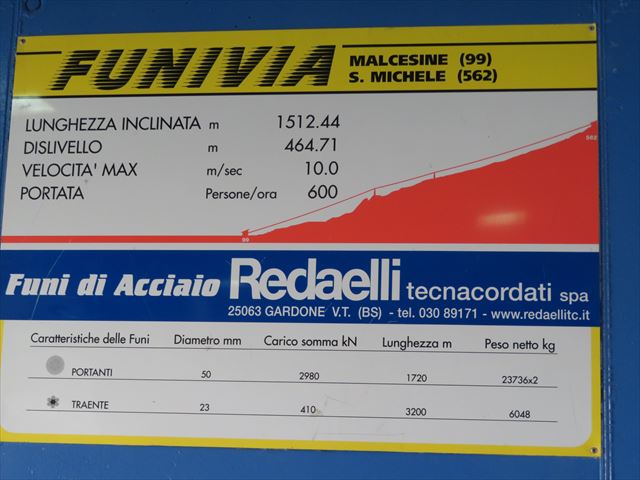 FUNIVIA MALCESINE (99)
S. MICHELE (562)
LUNGHEZZA INCLINATA m 1512.44
DISLIVELLO m 464.71
VELOCITA' MAX m/sec 10.0
PORTATA Persone/ora 600
562
99
Funi di Acciaio Redaelli tecnacordati spa
25063 GARDONE V.T. (BS) - tel. 030 89171 - www.redaellitc.it
Caratteristiche delle Funi Diametro mm Carico somma kN Lunghezza m Peso netto kg
PORTANTI 50 2980 1720 23736x2
TRAENTE 23 410 3200 6048